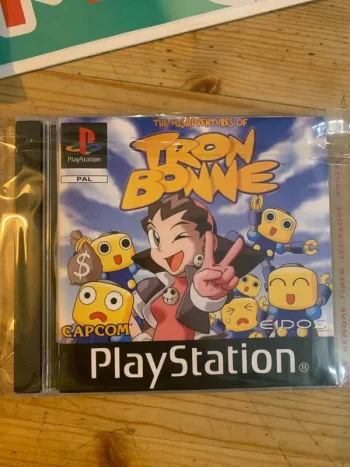 THE MISADVENTURES OF
TRON
BONNE
PlayStation
PAL
$
CAPCOM
EIDOS
PlayStation®